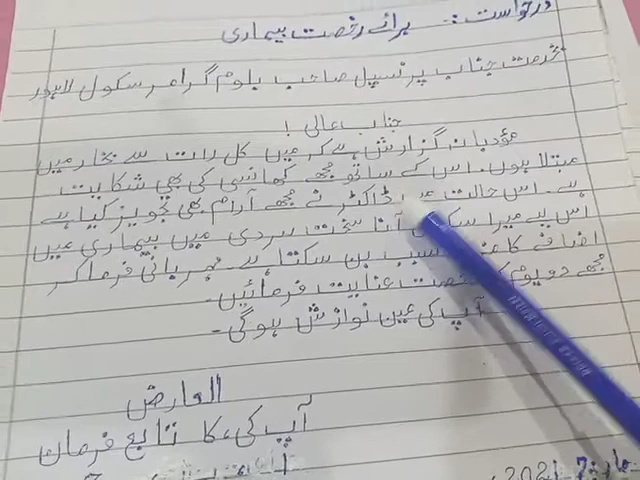 درخواست:- برائے رخصت بیماری
بخدمت جناب پرنسپل صاحب بلوم گرامر سکول لاہور
جناب عالی !
مؤدبانہ گزارش ہے کہ میں کل رات سے بخار میں
مبتلا ہوں. اس کے ساتھ مجھے کھانسی کی بھی شکایت
ہے. اس حالت میں ڈاکٹر نے مجھے آرام بھی تجویز کیا ہے
اس لیے میرا سکول آنا سخت سردی میں بیماری میں
اضافے کا سبب بن سکتا ہے. مہربانی فرما کر
مجھے دو یوم کی رخصت عنایت فرمائیں-
آپ کی عین نوازش ہوگی-
العارض
آپ کی، کا تابع فرمان
2021